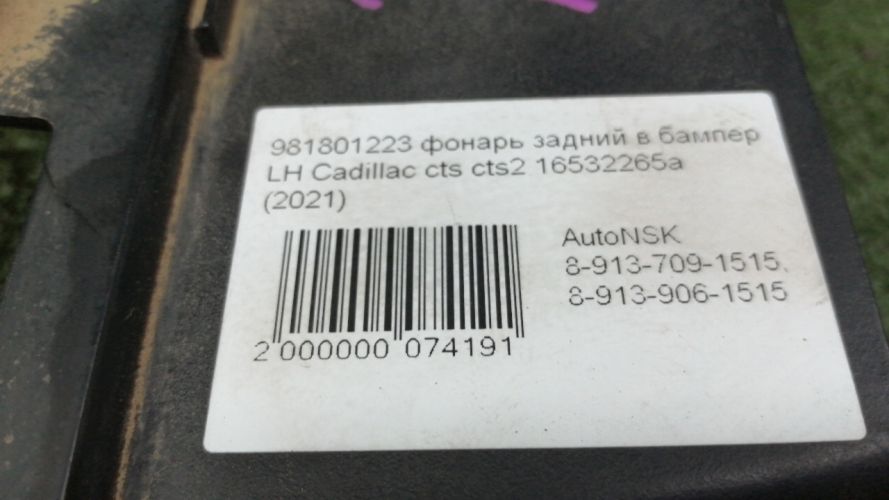 981801223 фонарь задний в бампер
LH Cadillac cts cts2 16532265a
(2021)
AutoNSK
8-913-709-1515,
8-913-906-1515
2 000000 074191